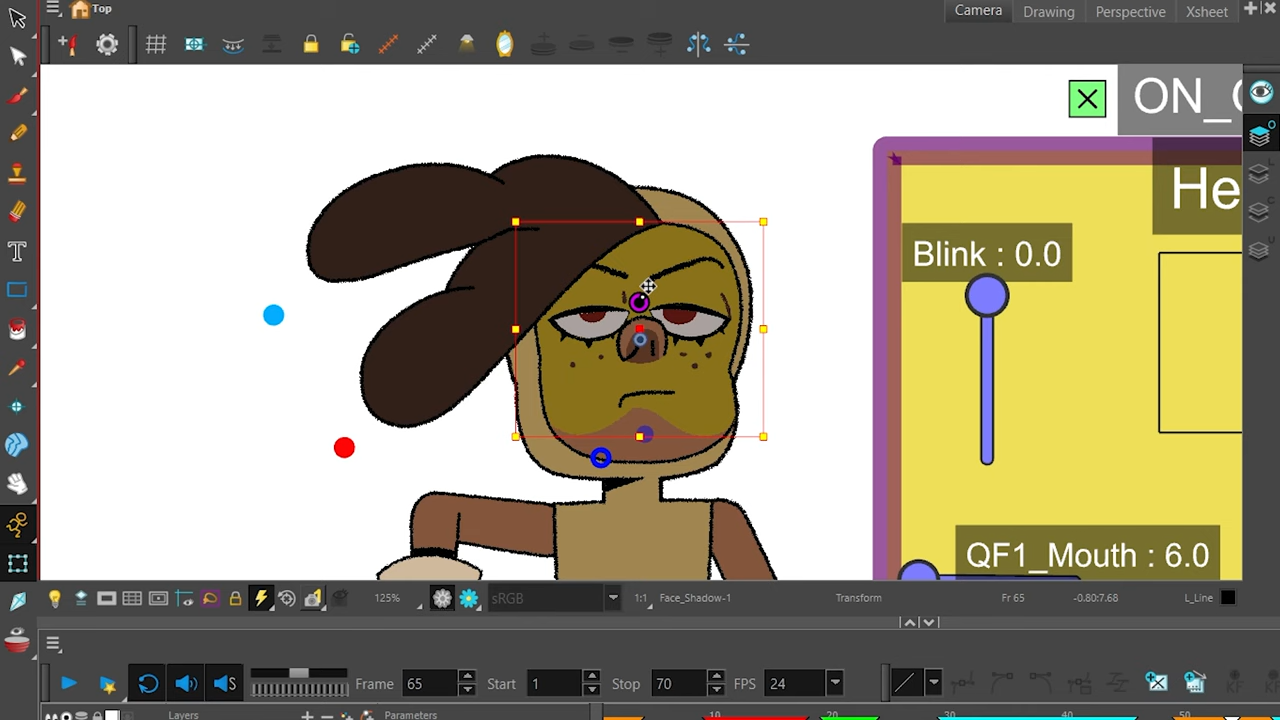 Top
Camera
Drawing
Perspective
Xsheet
ON_
He
Blink : 0.0
QF1_Mouth : 6.0
125%
sRGB
1:1
Face_Shadow-1
Transform
Fr 65
-0.80:7.68
L_Line
Frame 65
Start 1
Stop 70
FPS 24
Layers
Parameters
10
20
30
40
50